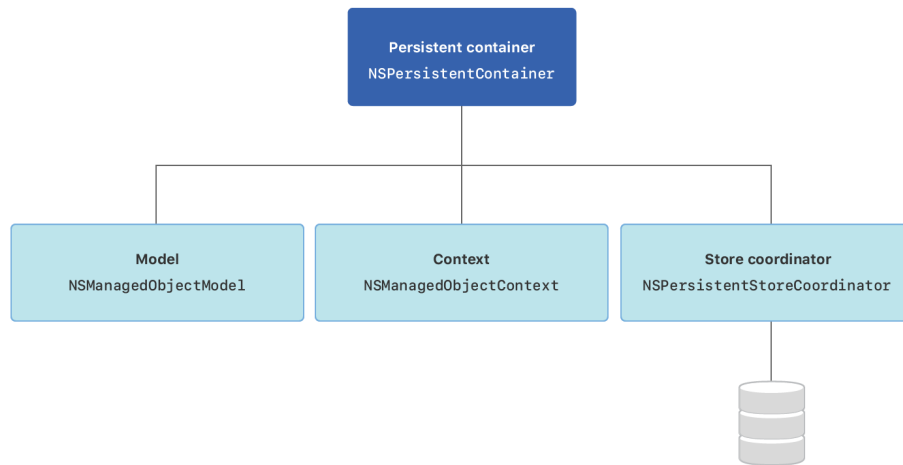 Persistent container
NSPersistentContainer
Model
NSManagedObjectModel
Context
NSManagedObjectContext
Store coordinator
NSPersistentStoreCoordinator